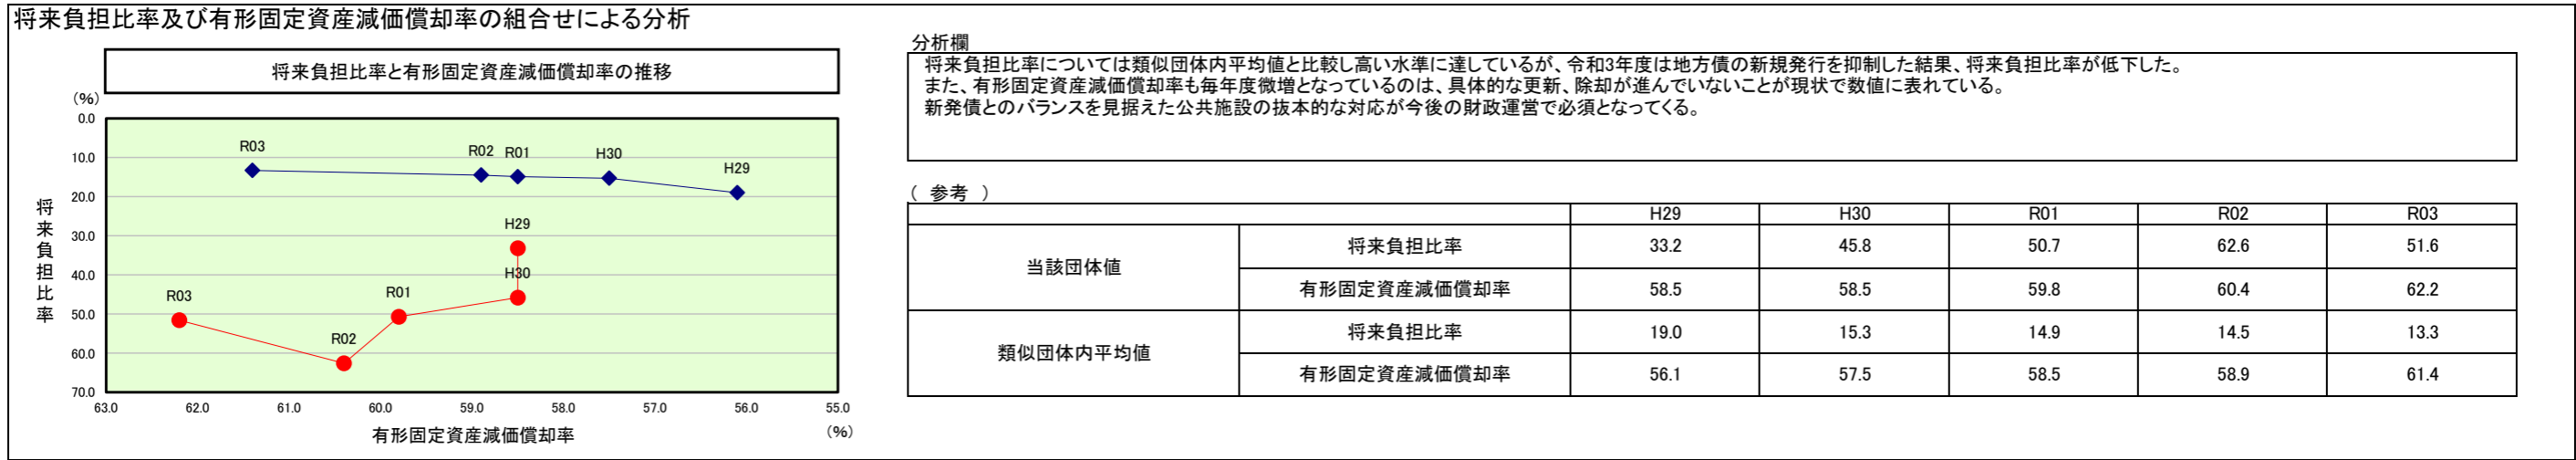 将来負担比率及び有形固定資産減価償却率の組合せによる分析
将来負担比率と有形固定資産減価償却率の推移
(%)
0.0
10.0
20.0
30.0
40.0
50.0
60.0
70.0
将来負担比率
R03
R02
R01
H30
H29
H29
H30
R01
R03
R02
63.0 62.0 61.0 60.0 59.0 58.0 57.0 56.0 55.0
有形固定資産減価償却率
(%)
分析欄
将来負担比率については類似団体内平均値と比較し高い水準に達しているが、令和3年度は地方債の新規発行を抑制した結果、将来負担比率が低下した。
また、有形固定資産減価償却率も毎年度微増となっているのは、具体的な更新、除却が進んでいないことが現状で数値に表れている。
新発債とのバランスを見据えた公共施設の抜本的な対応が今後の財政運営で必須となってくる。
( 参考 )
H29 H30 R01 R02 R03
当該団体値
将来負担比率 33.2 45.8 50.7 62.6 51.6
有形固定資産減価償却率 58.5 58.5 59.8 60.4 62.2
類似団体内平均値
将来負担比率 19.0 15.3 14.9 14.5 13.3
有形固定資産減価償却率 56.1 57.5 58.5 58.9 61.4